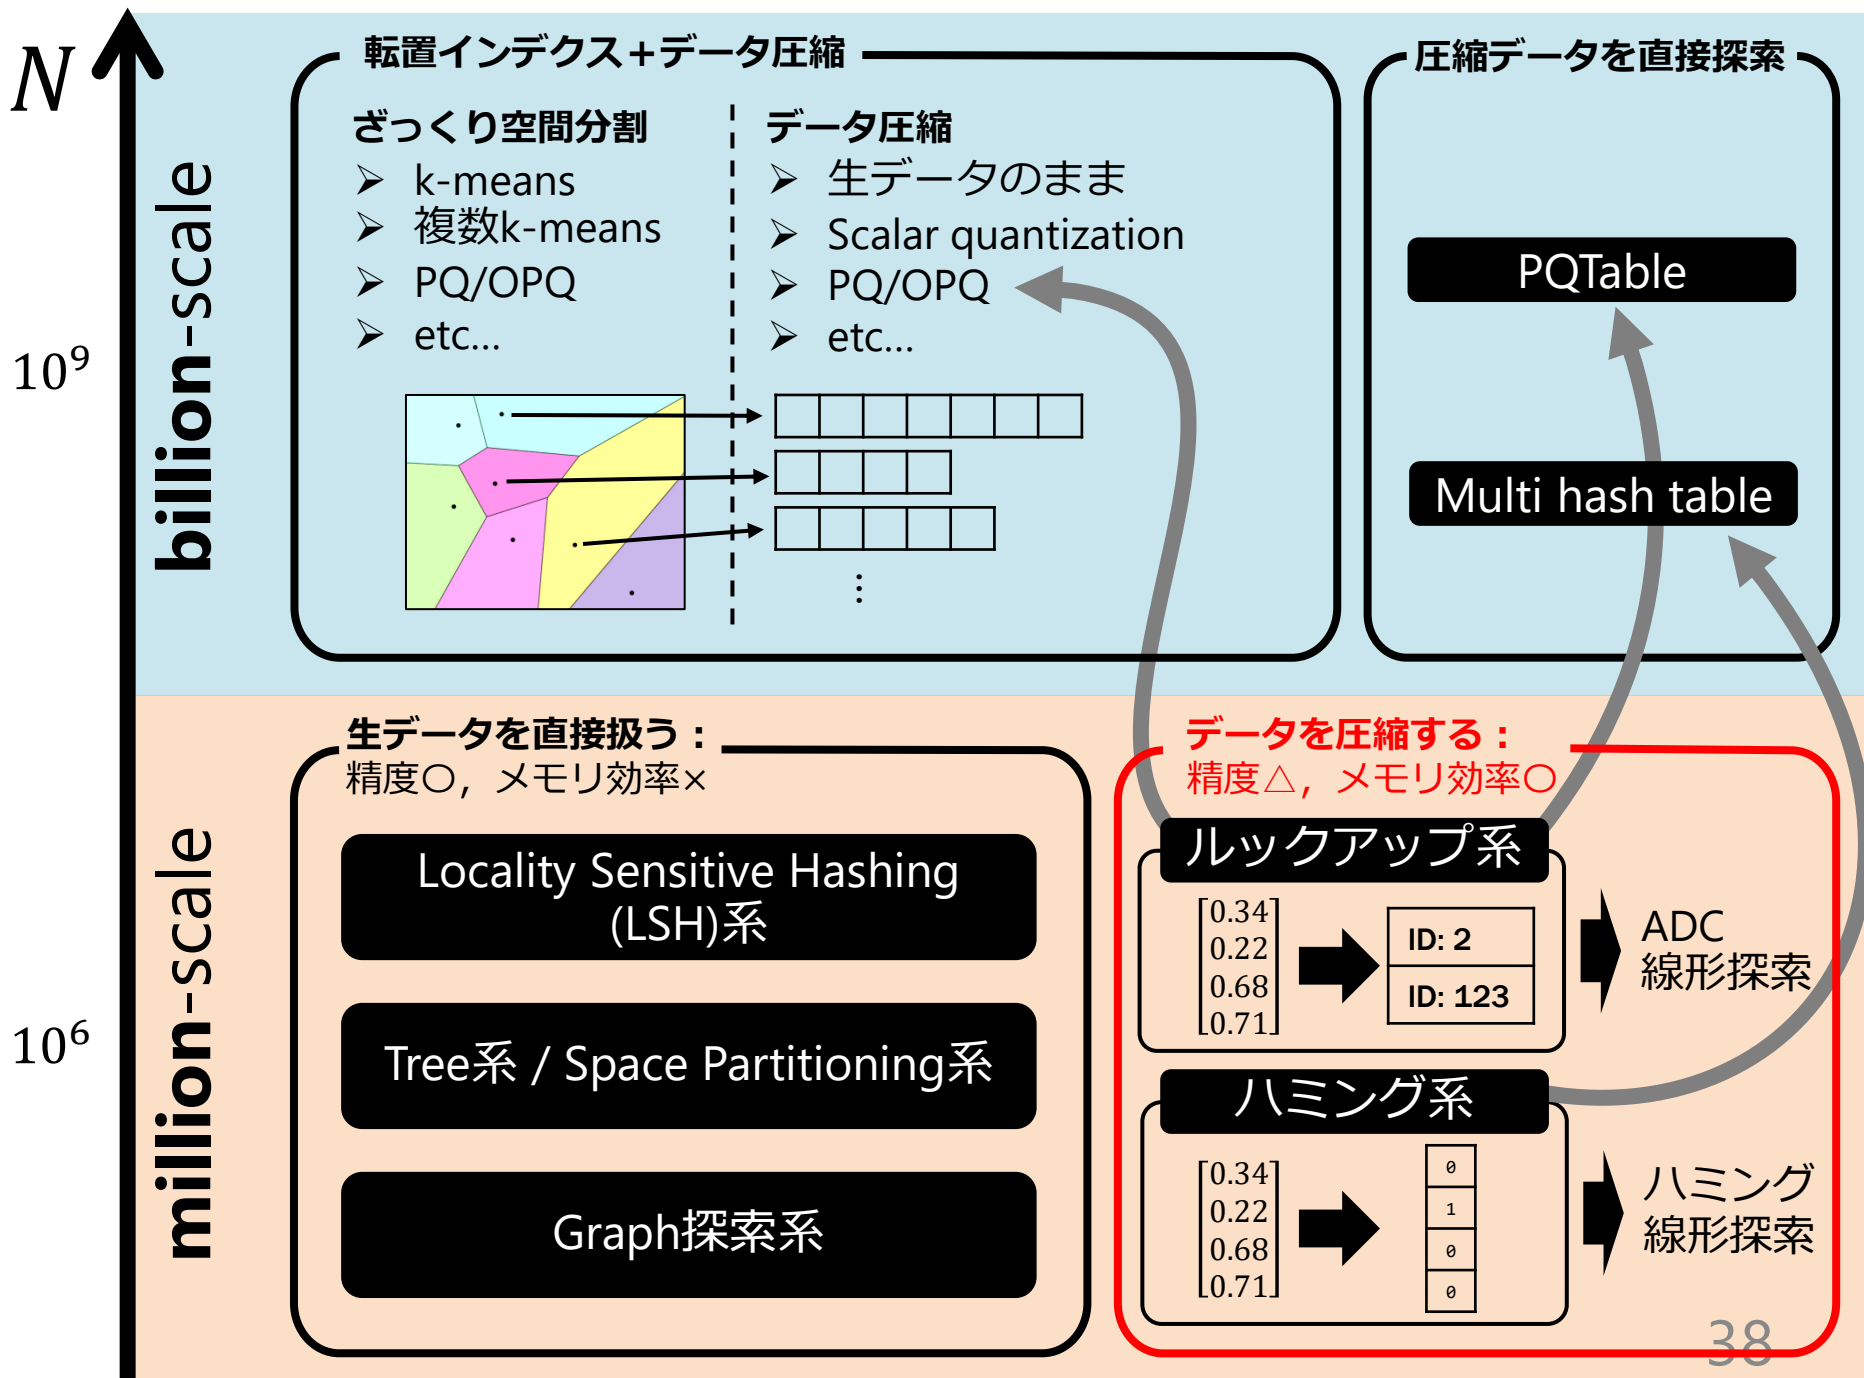 N
10⁹
10⁶
billion-scale
million-scale
転置インデクス+データ圧縮
ざっくり空間分割
➢ k-means
➢ 複数k-means
➢ PQ/OPQ
➢ etc…
データ圧縮
➢ 生データのまま
➢ Scalar quantization
➢ PQ/OPQ
➢ etc…
⋮
圧縮データを直接探索
PQTable
Multi hash table
生データを直接扱う：
精度〇，メモリ効率×
Locality Sensitive Hashing
(LSH)系
Tree系 / Space Partitioning系
Graph探索系
データを圧縮する：
精度△，メモリ効率〇
ルックアップ系
0.34
0.22
0.68
0.71
ID: 2
ID: 123
ADC
線形探索
ハミング系
0.34
0.22
0.68
0.71
0
1
0
0
ハミング
線形探索
38